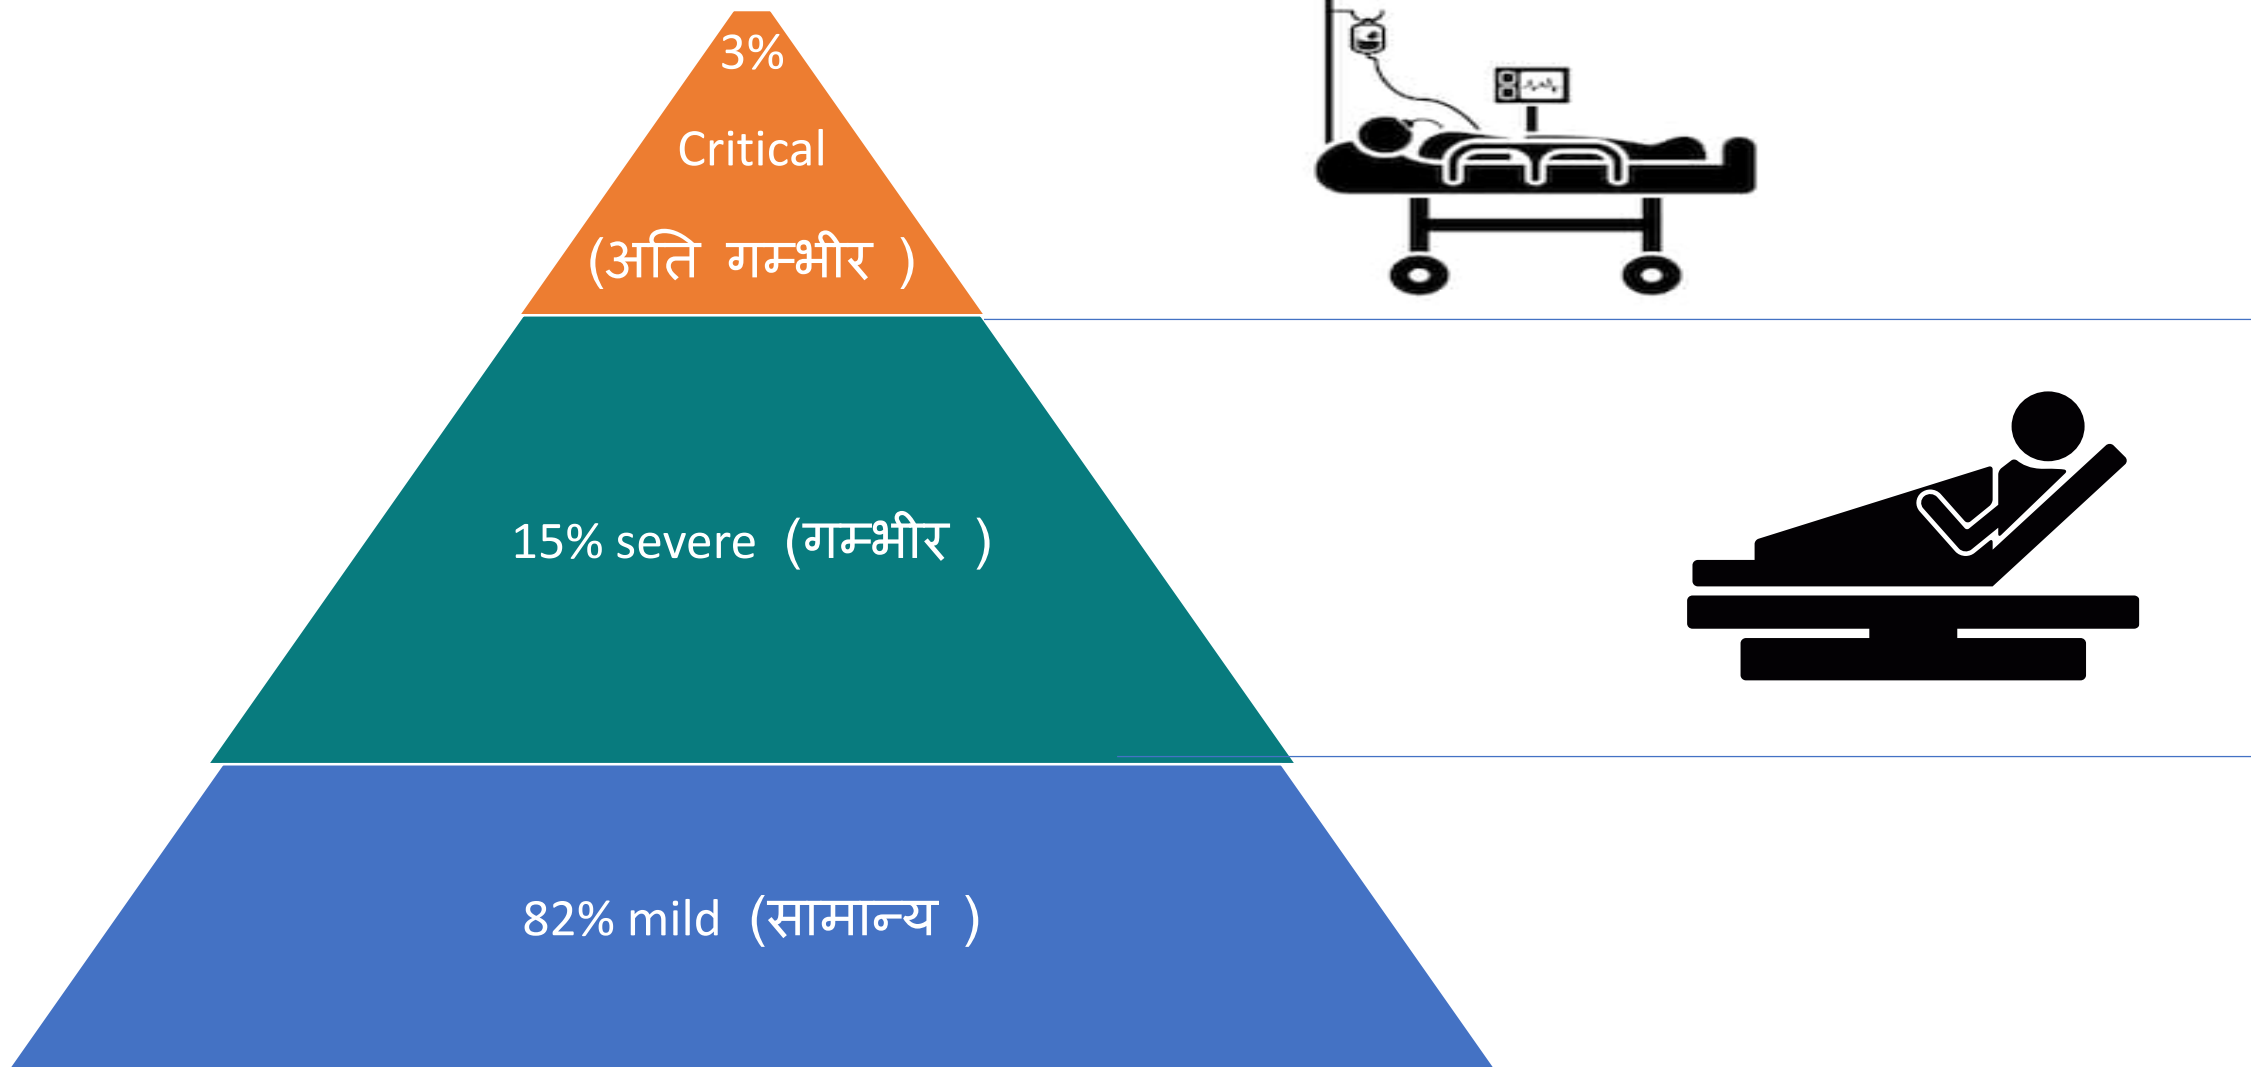 3%
Critical
(अति गम्भीर )
15% severe (गम्भीर )
82% mild (सामान्य )